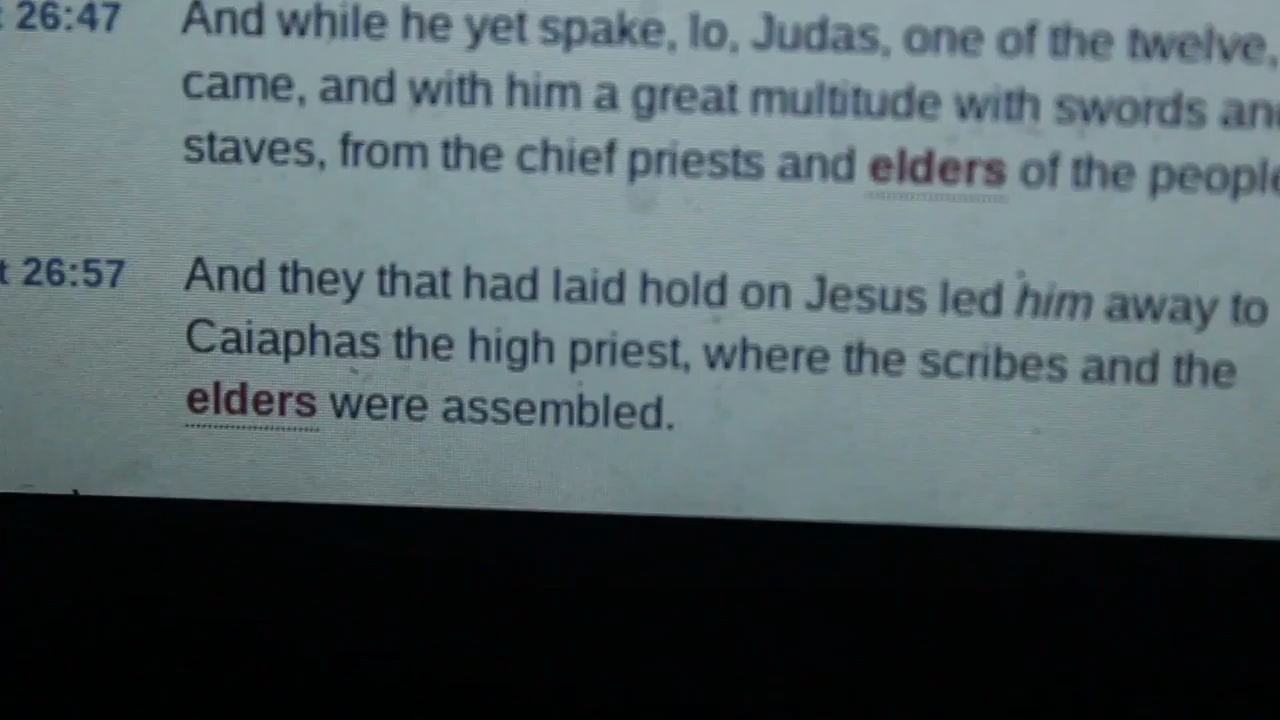 26:47 And while he yet spake, lo, Judas, one of the twelve,
came, and with him a great multitude with swords
staves, from the chief priests and elders of the
t 26:57 And they that had laid hold on Jesus led him away to
Caiaphas the high priest, where the scribes and the
elders were assembled.